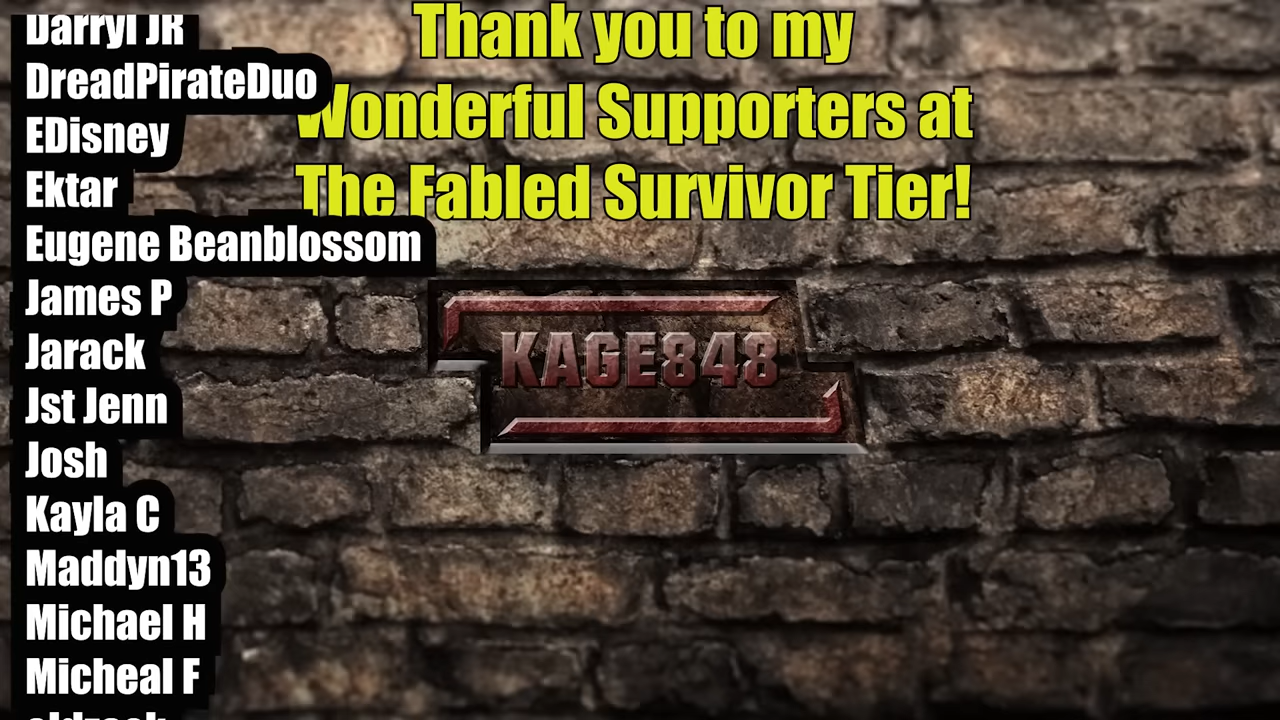 Thank you to my
Wonderful Supporters at
The Fabled Survivor Tier!
Darryl JR
DreadPirateDuo
EDisney
Ektar
Eugene Beanblossom
James P
Jarack
Jst Jenn
Josh
Kayla C
Maddyn13
Michael H
Micheal F
KAGE848